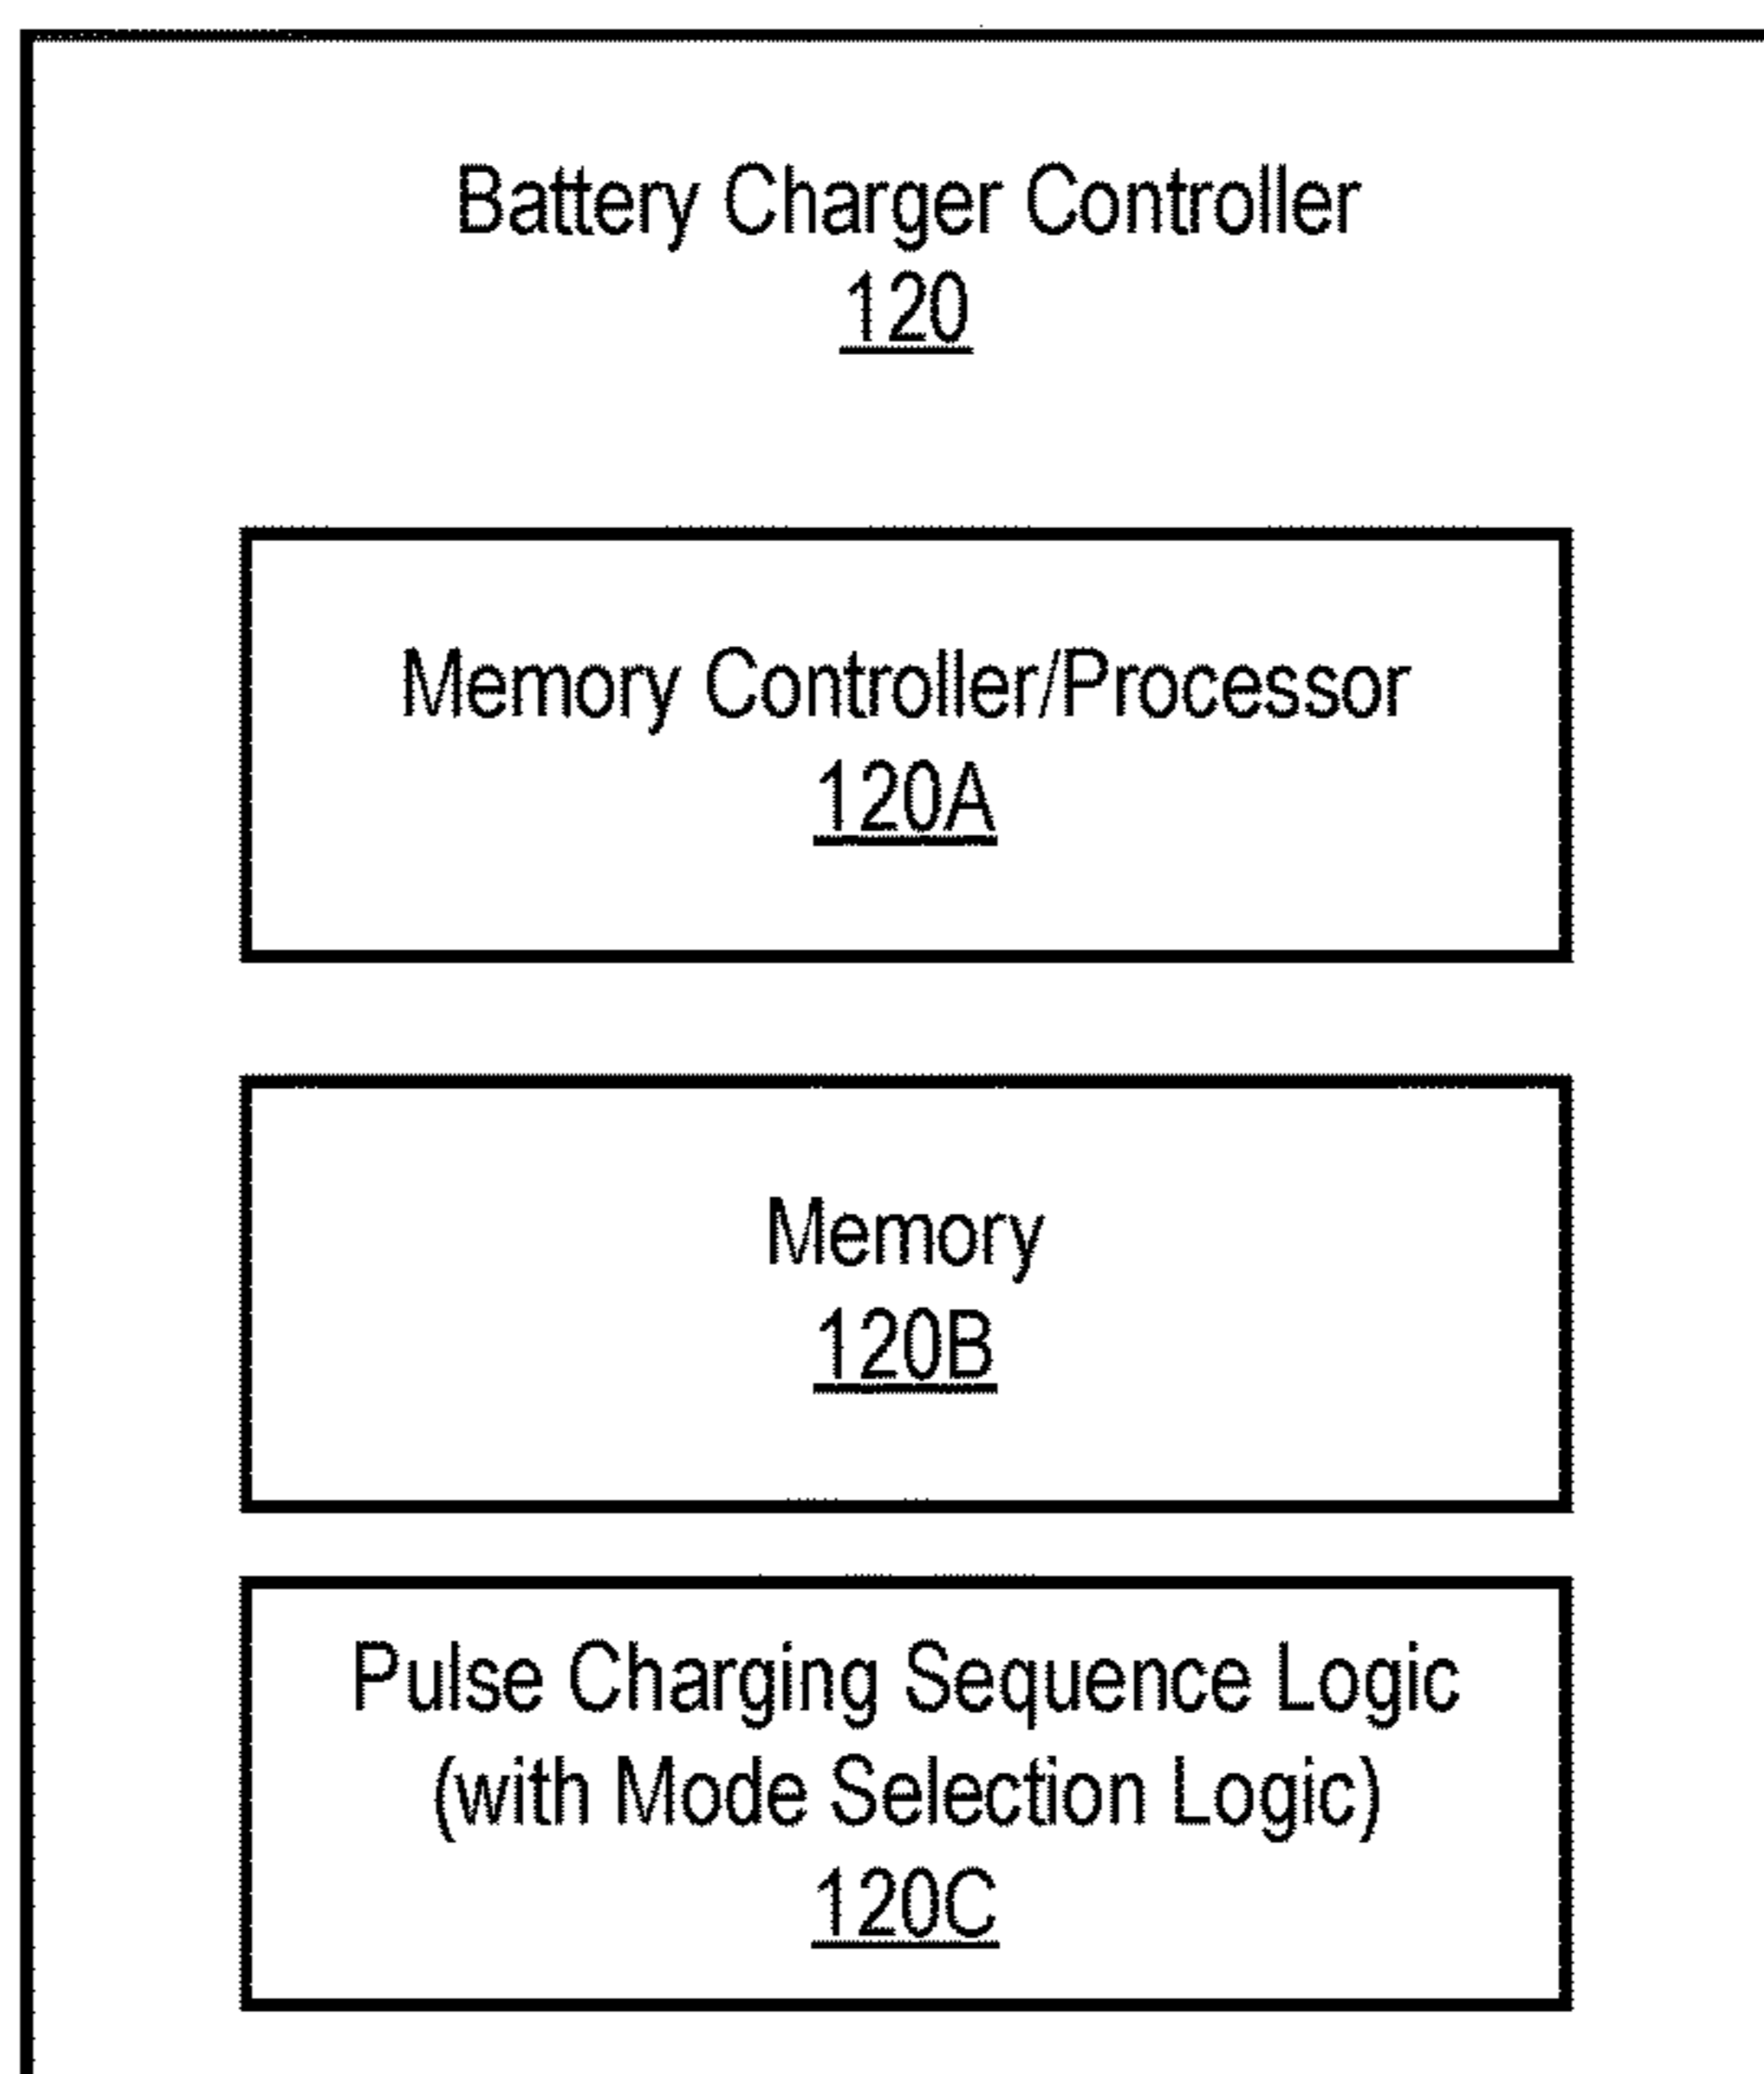 Battery Charger Controller
120
Memory Controller/Processor
120A
Memory
120B
Pulse Charging Sequence Logic
(with Mode Selection Logic)
120C